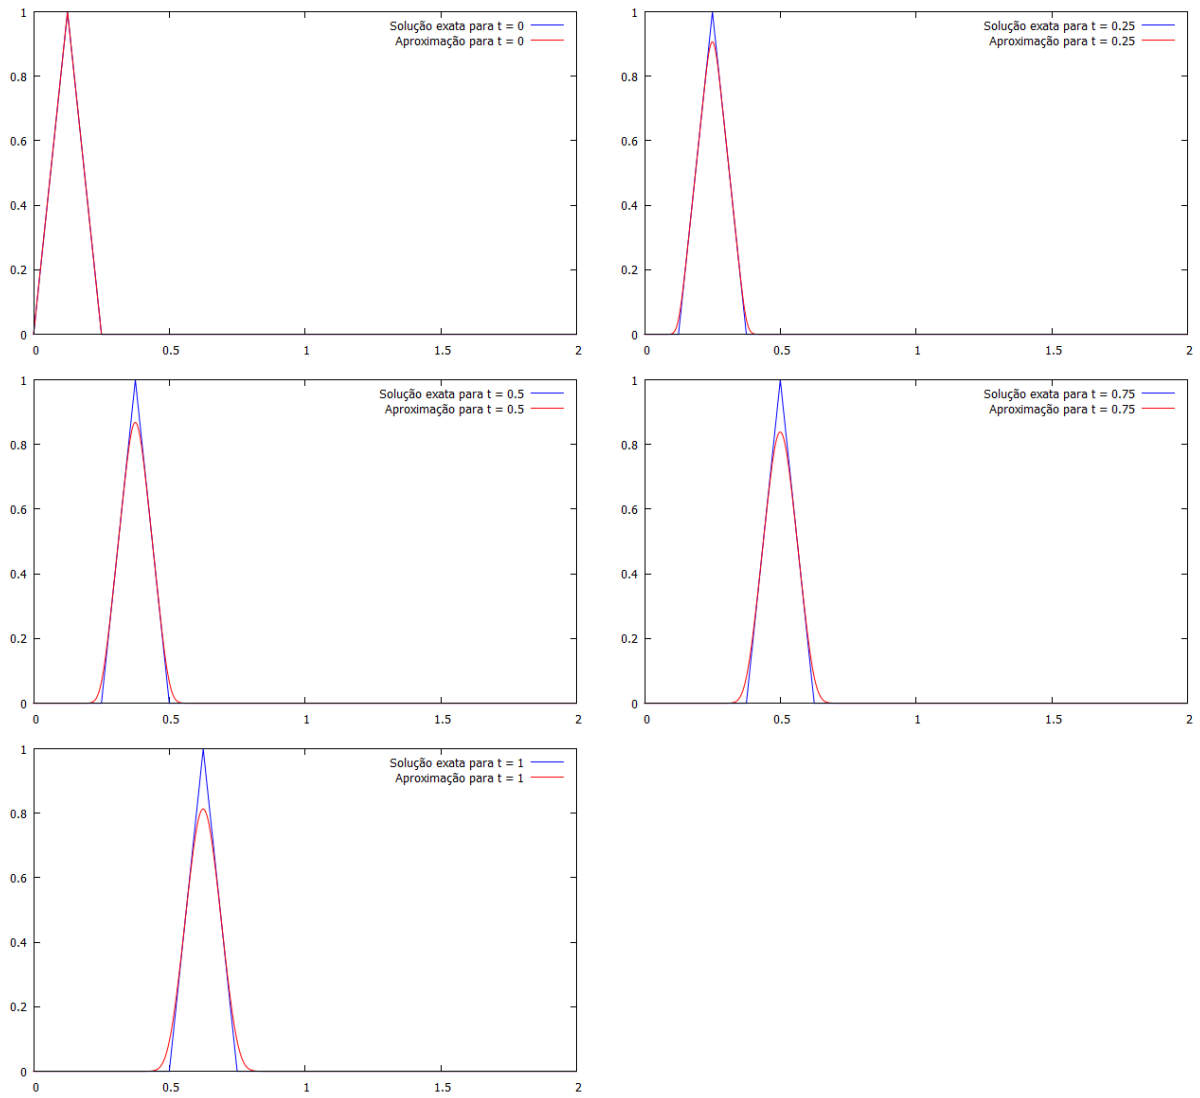 1
Solução exata para t = 0
Aproximação para t = 0
0.8
0.6
0.4
0.2
0
0 0.5 1 1.5 2
1
Solução exata para t = 0.25
Aproximação para t = 0.25
0.8
0.6
0.4
0.2
0
0 0.5 1 1.5 2
1
Solução exata para t = 0.5
Aproximação para t = 0.5
0.8
0.6
0.4
0.2
0
0 0.5 1 1.5 2
1
Solução exata para t = 0.75
Aproximação para t = 0.75
0.8
0.6
0.4
0.2
0
0 0.5 1 1.5 2
1
Solução exata para t = 1
Aproximação para t = 1
0.8
0.6
0.4
0.2
0
0 0.5 1 1.5 2